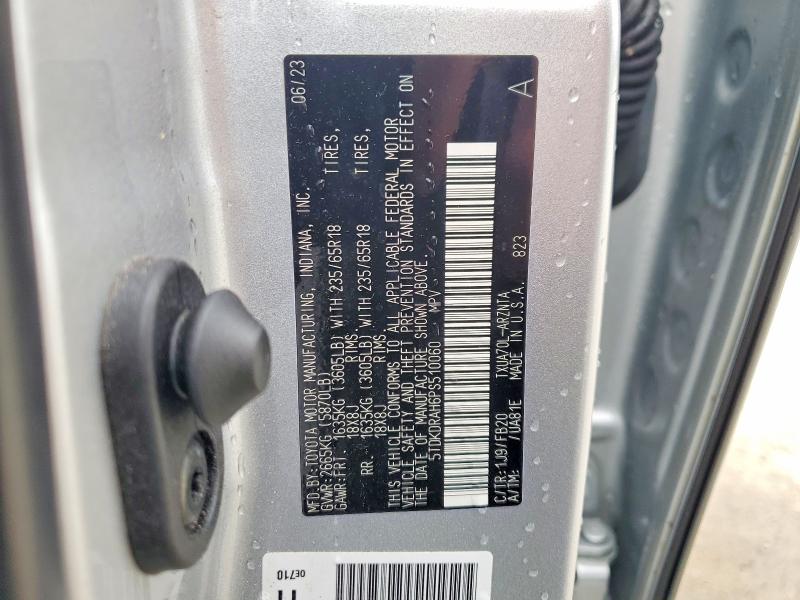 MFD.BY:TOYOTA MOTOR MANUFACTURING, INDIANA, INC. 06/23
GVWR:2665KG (5870LB)
GAWR:FRT. 1635KG (3605LB) WITH 235/65R18 TIRES,
18X8J RIMS
RR. 1635KG (3605LB) WITH 235/65R18 TIRES,
18X8J RIMS
THIS VEHICLE CONFORMS TO ALL APPLICABLE FEDERAL MOTOR
VEHICLE SAFETY AND THEFT PREVENTION STANDARDS IN EFFECT ON
THE DATE OF MANUFACTURE SHOWN ABOVE.
5TDKDRAH6PS510060 MPV
A
C/TR:1J9/FB20 TXUA70L-ARZNTA
A/TM: /UA81E MADE IN U.S.A. 823
0E710